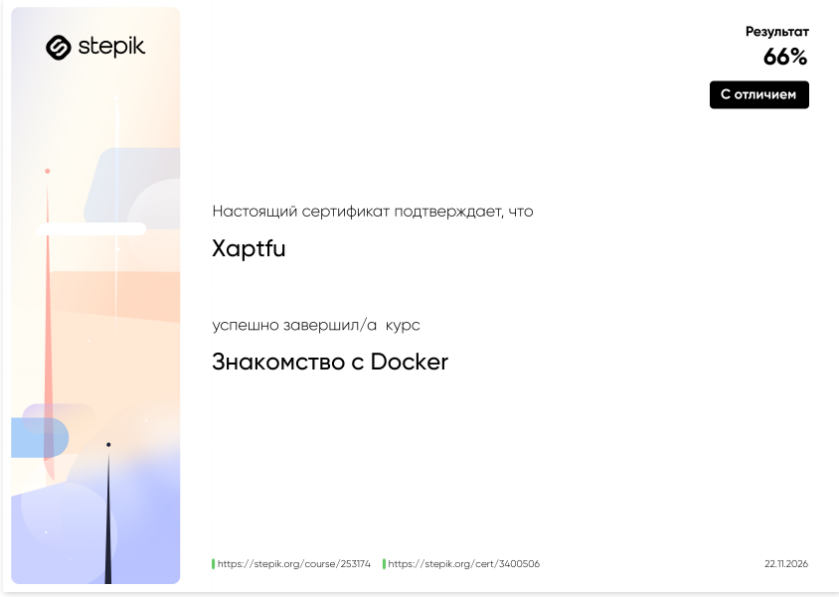 stepik
Результат
66%
С отличием
Настоящий сертификат подтверждает, что
Xaptfu
успешно завершил/а курс
Знакомство с Docker
https://stepik.org/course/253174 https://stepik.org/cert/3400506
22.11.2026